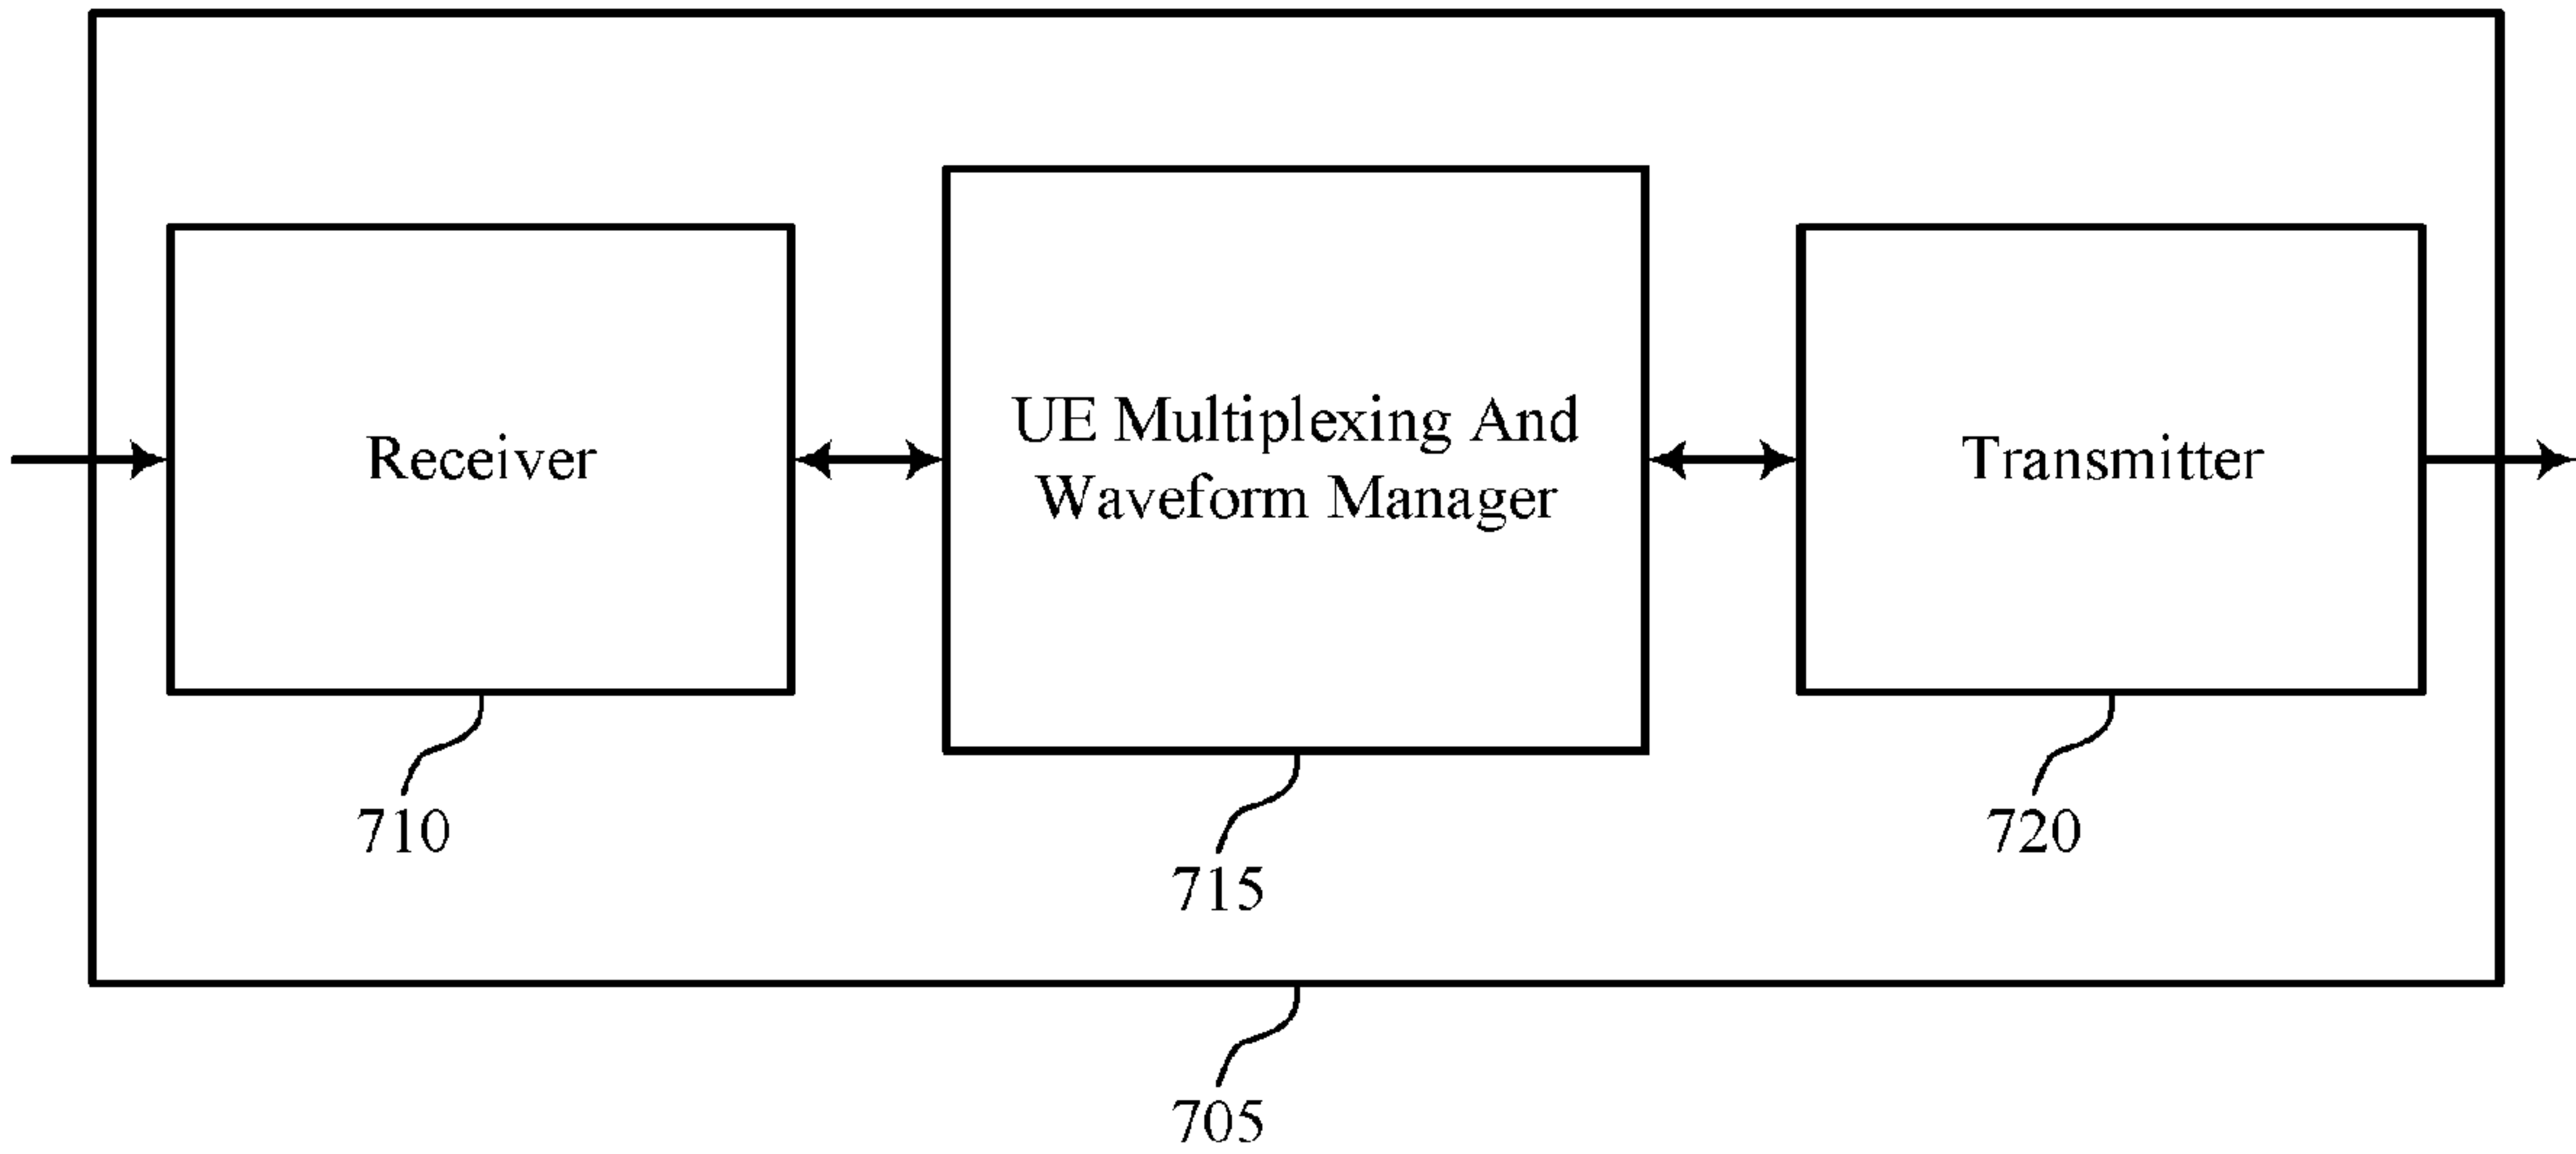 Receiver
UE Multiplexing And
Waveform Manager
Transmitter
710
715
720
705